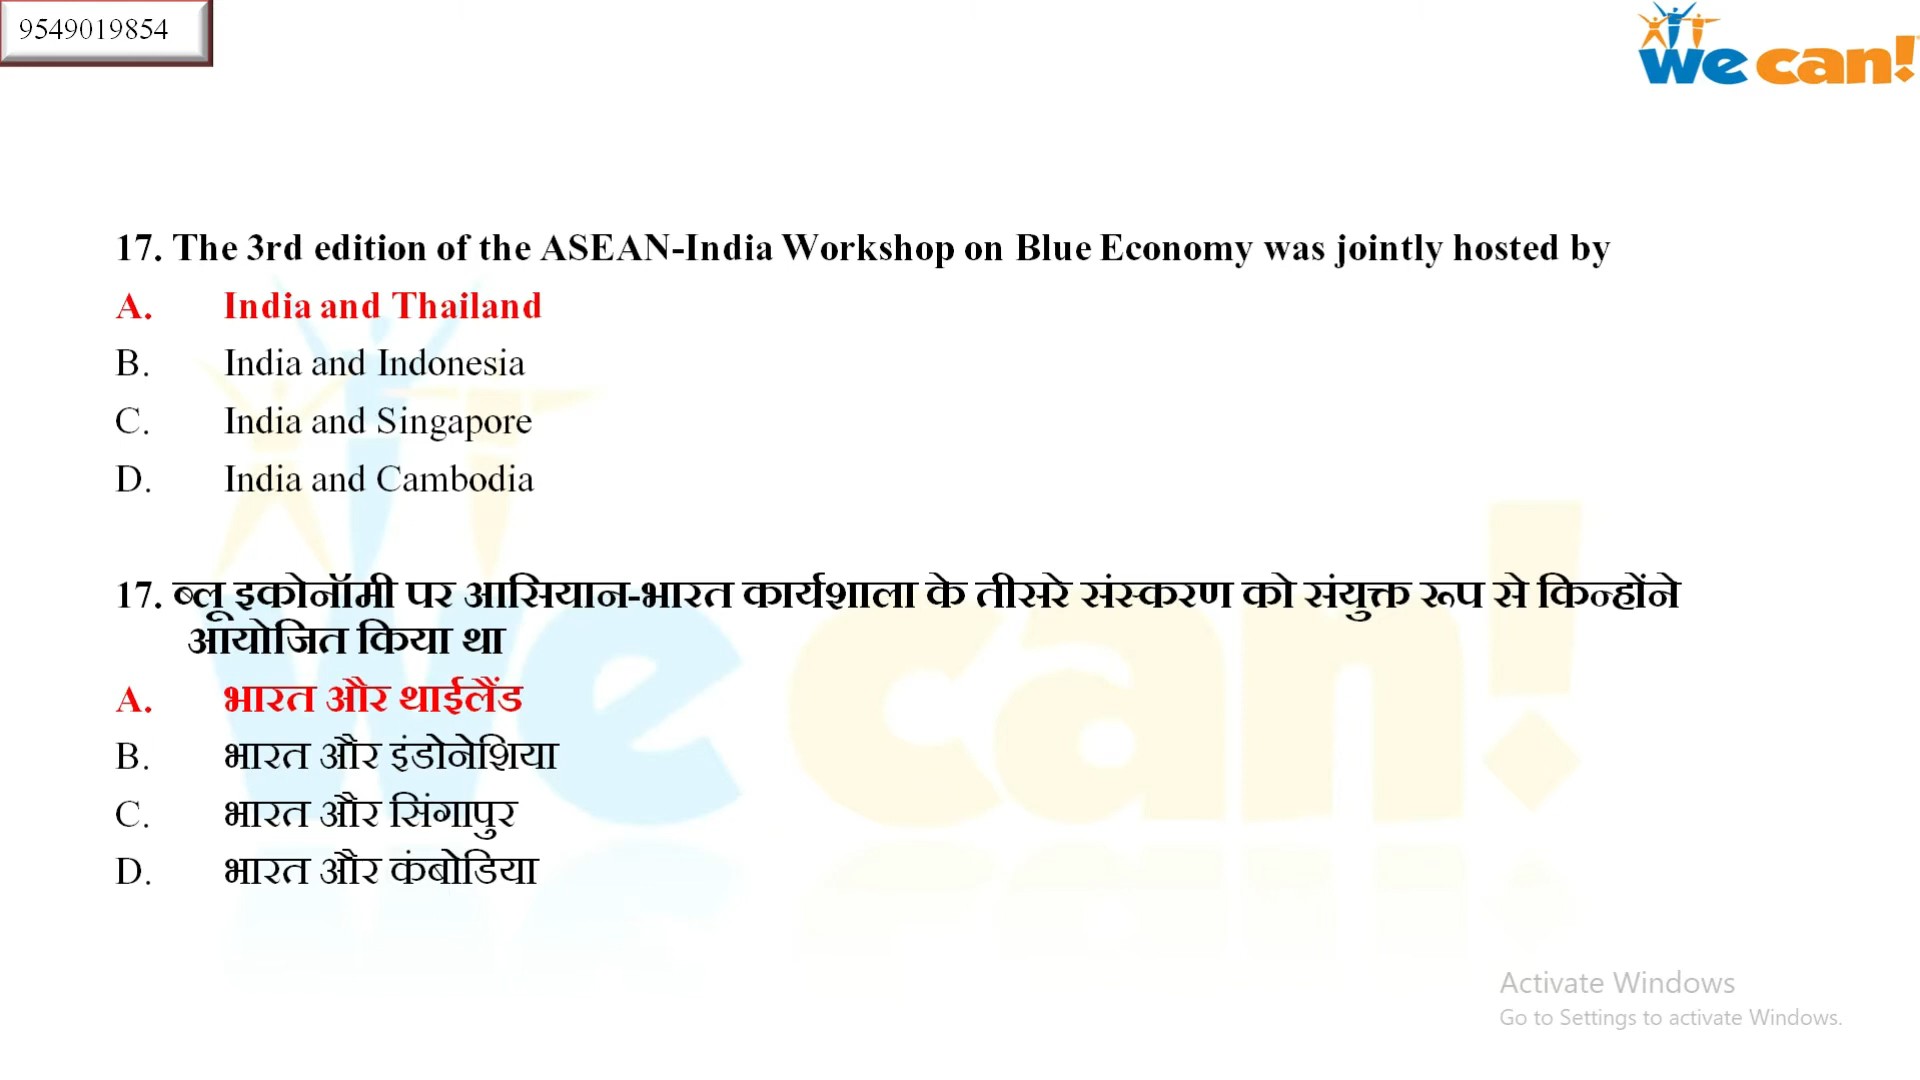 9549019854
we can!
17. The 3rd edition of the ASEAN-India Workshop on Blue Economy was jointly hosted by
A. India and Thailand
B. India and Indonesia
C. India and Singapore
D. India and Cambodia
17. ब्लू इकोनॉमी पर आसियान-भारत कार्यशाला के तीसरे संस्करण को संयुक्त रूप से किन्होंने
आयोजित किया था
A. भारत और थाईलैंड
B. भारत और इंडोनेशिया
C. भारत और सिंगापुर
D. भारत और कंबोडिया
we can!
Activate Windows
Go to Settings to activate Windows.